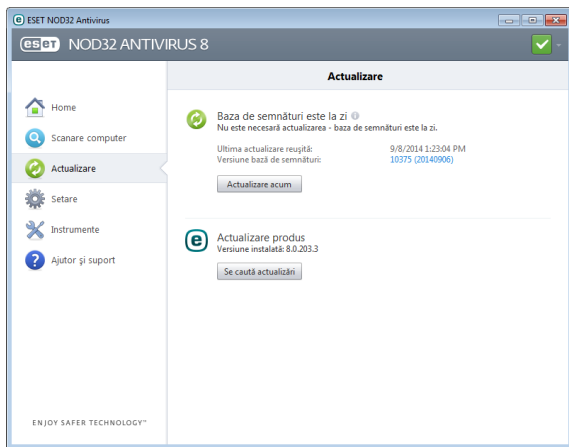 ESET NOD32 Antivirus
eset NOD32 ANTIVIRUS 8
Actualizare
Home
Scanare computer
Actualizare
Setare
Instrumente
Ajutor şi suport
Baza de semnături este la zi
Nu este necesară actualizarea - baza de semnături este la zi.
Ultima actualizare reuşită: 9/8/2014 1:23:04 PM
Versiune bază de semnături: 10375 (20140906)
Actualizare acum
Actualizare produs
Versiune instalată: 8.0.203.3
Se caută actualizări
ENJOY SAFER TECHNOLOGY™